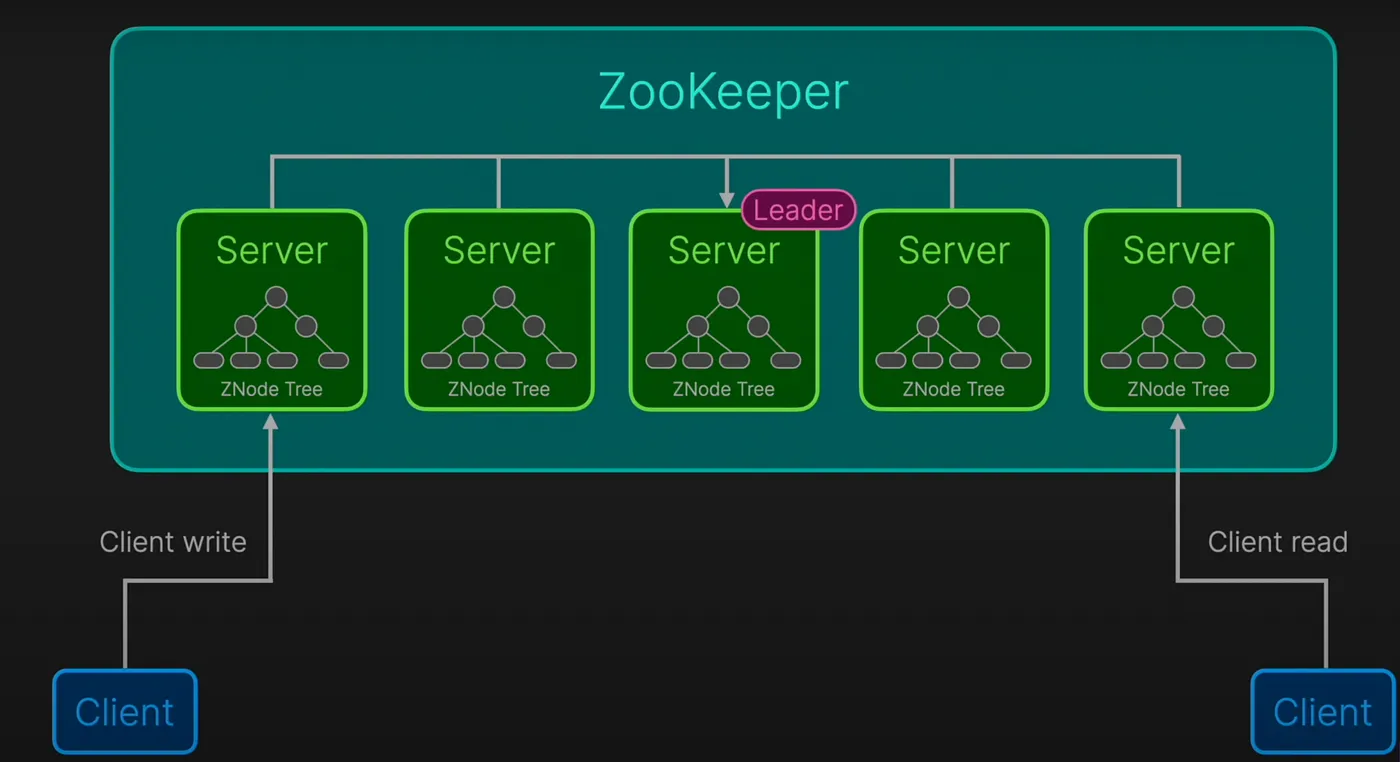 ZooKeeper
Leader
Server
Server
Server
Server
Server
ZNode Tree
ZNode Tree
ZNode Tree
ZNode Tree
ZNode Tree
Client write
Client read
Client
Client